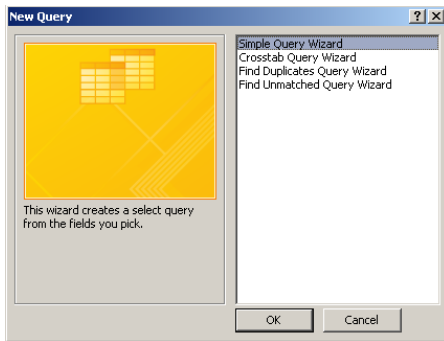 New Query
Simple Query Wizard
Crosstab Query Wizard
Find Duplicates Query Wizard
Find Unmatched Query Wizard
This wizard creates a select query
from the fields you pick.
OK
Cancel